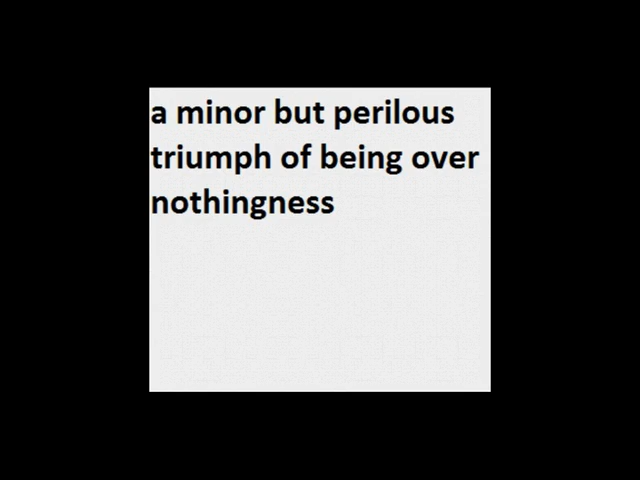 a minor but perilous
triumph of being over
nothingness